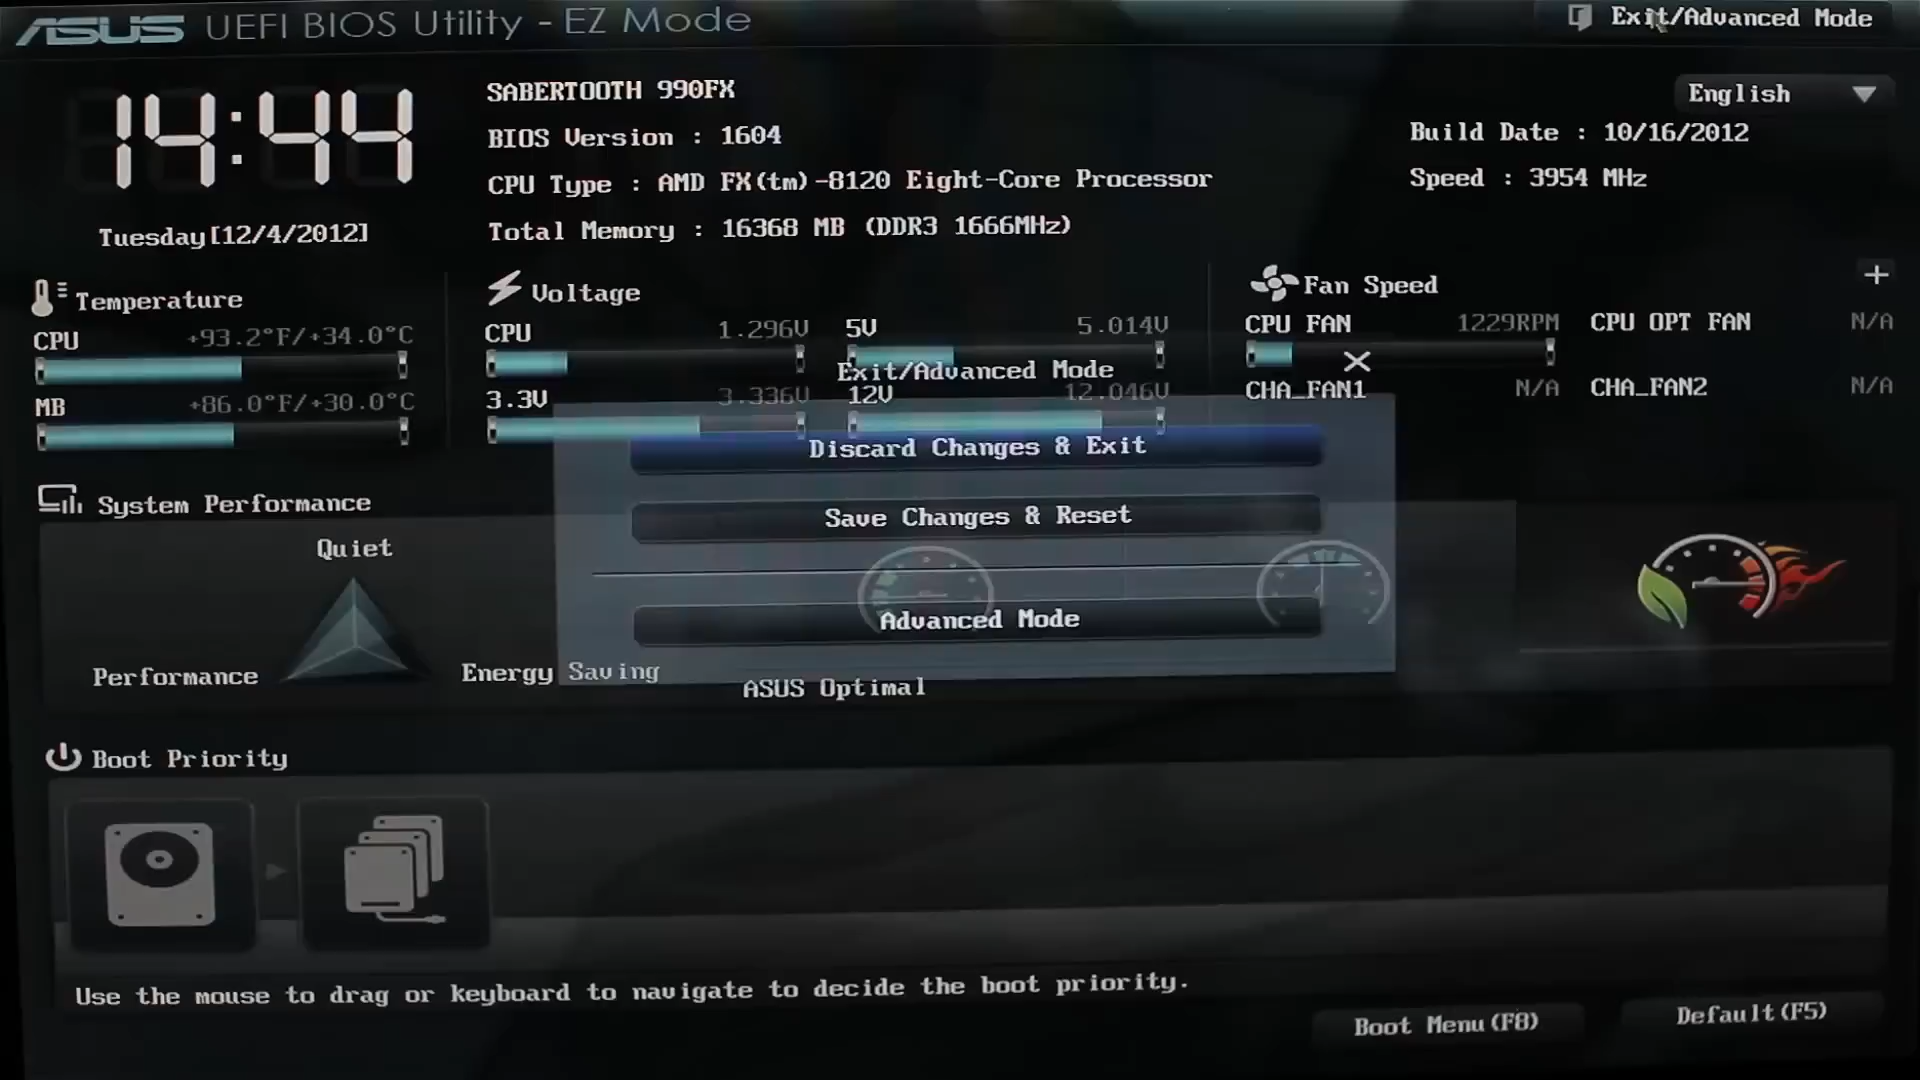 ASUS UEFI BIOS Utility - EZ Mode
Exit/Advanced Mode
14:44
Tuesday[12/4/2012]
SABERTOOTH 990FX
BIOS Version : 1604
CPU Type : AMD FX(tm)-8120 Eight-Core Processor
Total Memory : 16368 MB (DDR3 1666MHz)
English
Build Date : 10/16/2012
Speed : 3954 MHz
Temperature
CPU +93.2°F/+34.0°C
MB +86.0°F/+30.0°C
Voltage
CPU 1.296V 5V 5.014V
3.3V 3.336V 12V 12.046V
Fan Speed
CPU FAN 1229RPM CPU OPT FAN N/A
CHA_FAN1 N/A CHA_FAN2 N/A
Exit/Advanced Mode
Discard Changes & Exit
Save Changes & Reset
Advanced Mode
System Performance
Quiet
Performance
Energy Saving
ASUS Optimal
Boot Priority
Use the mouse to drag or keyboard to navigate to decide the boot priority.
Boot Menu(F8)
Default(F5)